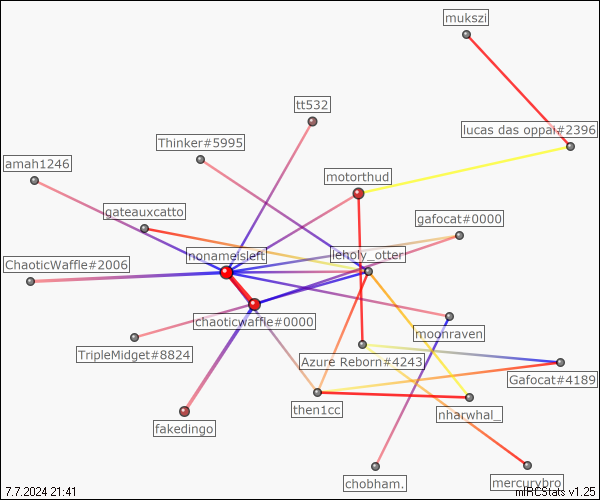 mukszi
tt532
lucas das oppai#2396
Thinker#5995
amah1246
motorthud
gateauxcatto
gafocat#0000
nonameisleft
leholy_otter
ChaoticWaffle#2006
chaoticwaffle#0000
moonraven
TripleMidget#8824
Azure Reborn#4243
Gafocat#4189
then1cc
nharwhal_
fakedingo
chobham.
mercurybro
7.7.2024 21:41
mIRCStats v1.25